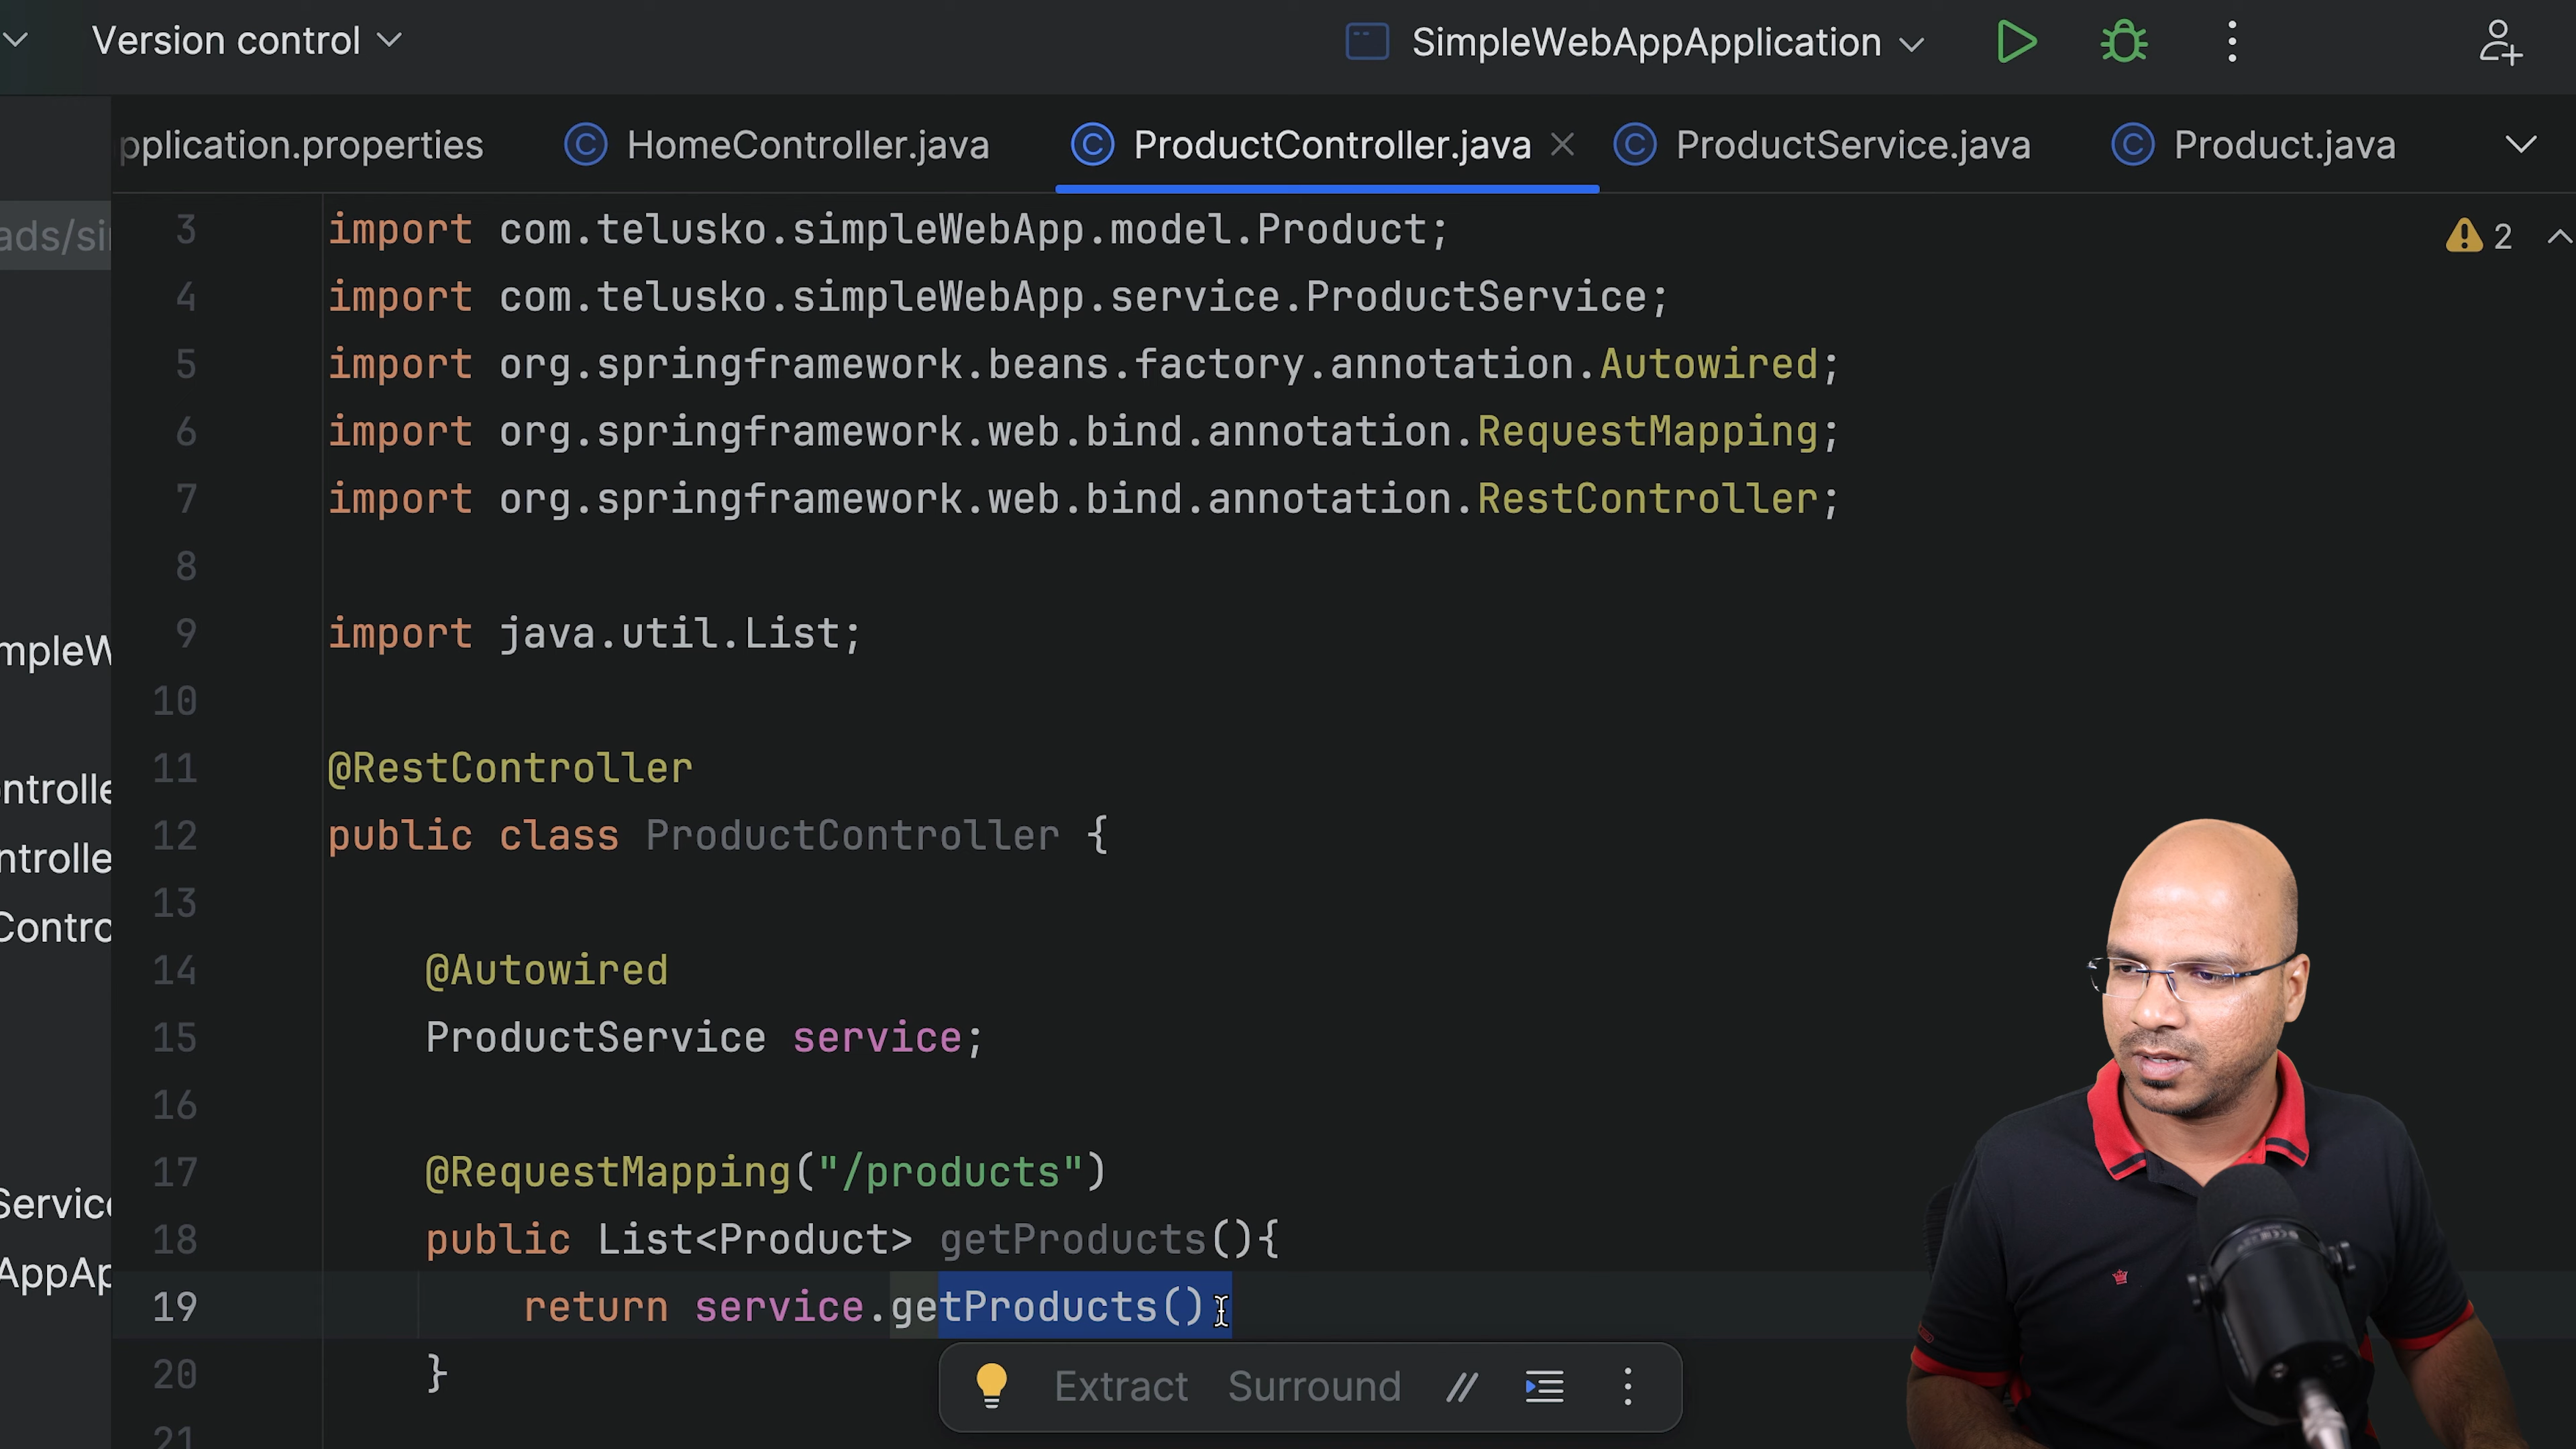 Version control
SimpleWebAppApplication
pplication.properties
HomeController.java
ProductController.java
ProductService.java
Product.java
2
ads/si
mpleW
ntrolle
ntrolle
Contro
Service
AppAp
3 import com.telusko.simpleWebApp.model.Product;
4 import com.telusko.simpleWebApp.service.ProductService;
5 import org.springframework.beans.factory.annotation.Autowired;
6 import org.springframework.web.bind.annotation.RequestMapping;
7 import org.springframework.web.bind.annotation.RestController;
8
9 import java.util.List;
10
11 @RestController
12 public class ProductController {
13
14 @Autowired
15 ProductService service;
16
17 @RequestMapping("/products")
18 public List<Product> getProducts(){
19 return service.getProducts()
20 }
21
Extract Surround //